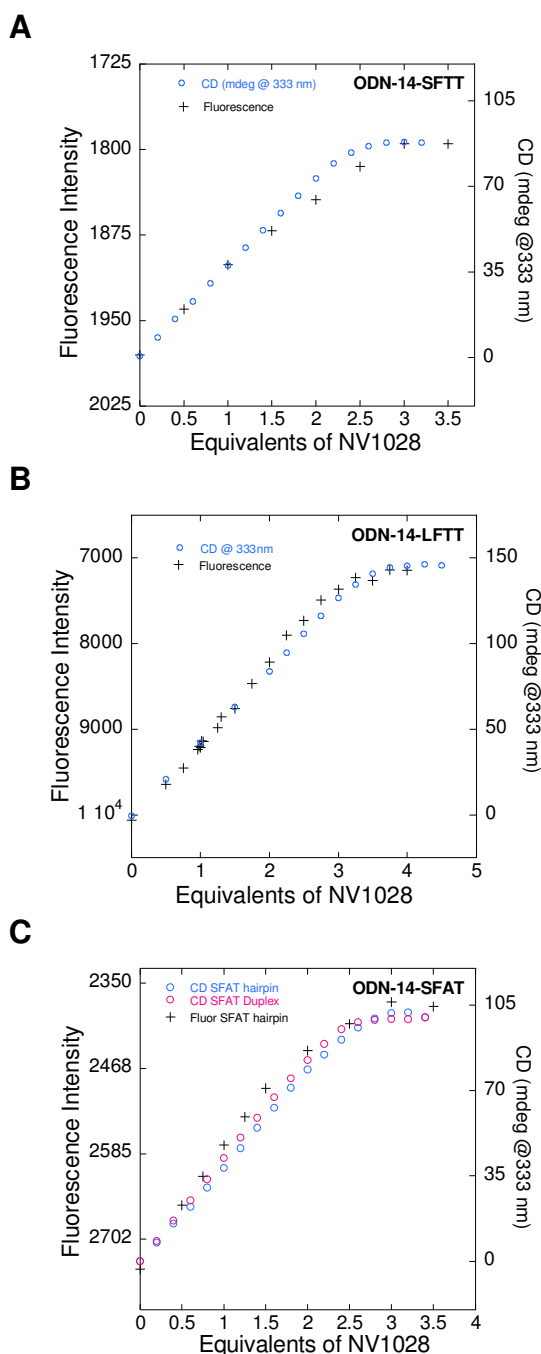 A
1725
1800
1875
1950
2025
Fluorescence Intensity
CD (mdeg @ 333 nm)
Fluorescence
ODN-14-SFTT
105
70
35
0
CD (mdeg @333 nm)
0 0.5 1 1.5 2 2.5 3 3.5
Equivalents of NV1028
B
7000
8000
9000
1 10⁴
Fluorescence Intensity
CD @ 333nm
Fluorescence
ODN-14-LFTT
150
100
50
0
CD (mdeg @333 nm)
0 1 2 3 4 5
Equivalents of NV1028
C
2350
2468
2585
2702
Fluorescence Intensity
CD SFAT hairpin
CD SFAT Duplex
Fluor SFAT hairpin
ODN-14-SFAT
105
70
35
0
CD (mdeg @333 nm)
0 0.5 1 1.5 2 2.5 3 3.5 4
Equivalents of NV1028